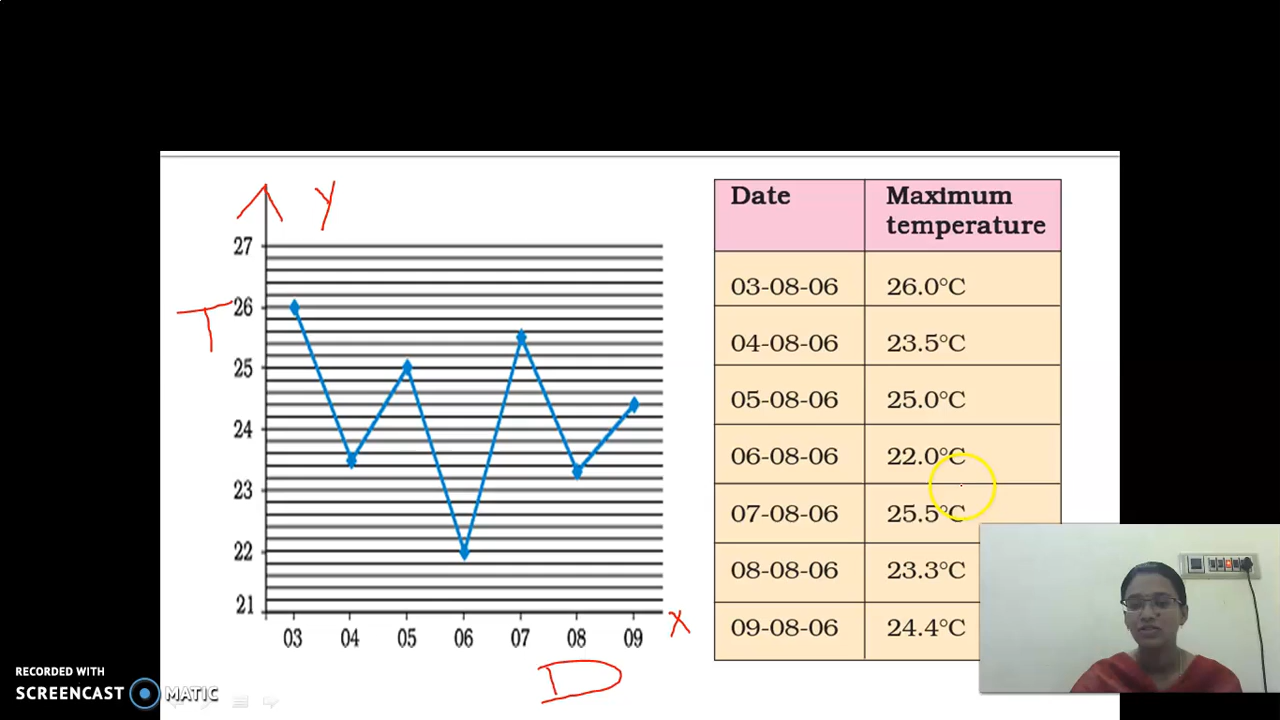 Y
27
26
25
24
23
22
21
T
03 04 05 06 07 08 09
X
D
Date Maximum temperature
03-08-06 26.0°C
04-08-06 23.5°C
05-08-06 25.0°C
06-08-06 22.0°C
07-08-06 25.5°C
08-08-06 23.3°C
09-08-06 24.4°C
RECORDED WITH
SCREENCAST MATIC